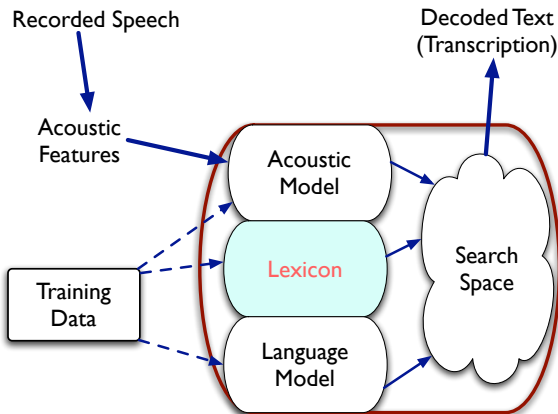 Recorded Speech
Decoded Text
(Transcription)
Acoustic
Features
Acoustic
Model
Lexicon
Search
Space
Training
Data
Language
Model